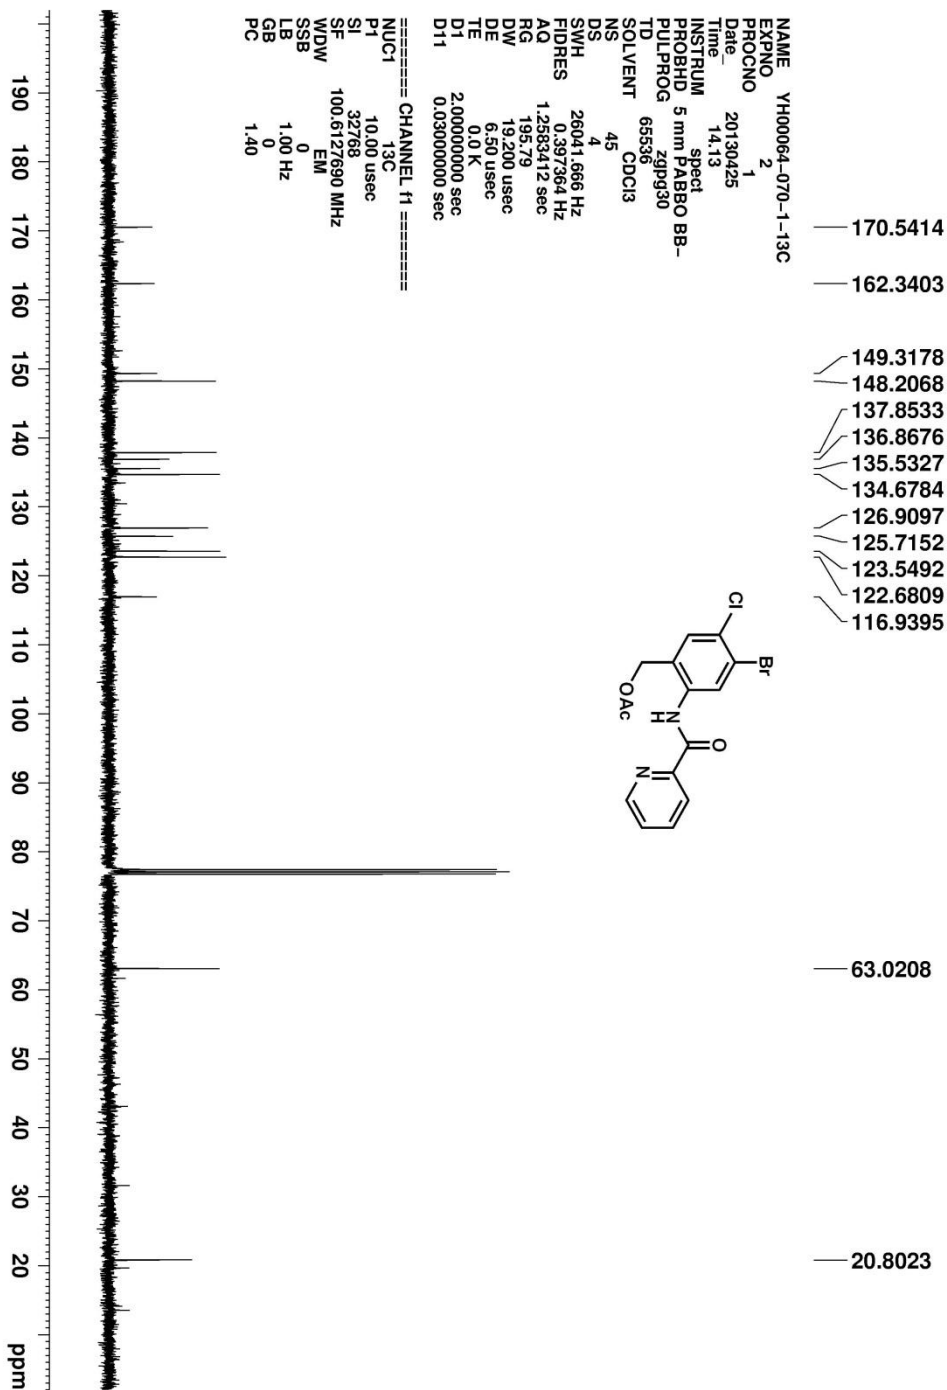 NAME YH00064-070-1-13C
EXPNO 2
PROCNO 1
Date_ 20130425
Time 14.13
INSTRUM spect
PROBHD 5 mm PABBO BB-
PULPROG zgpg30
TD 65536
SOLVENT CDCl3
NS 45
DS 4
SWH 26041.666 Hz
FIDRES 0.397364 Hz
AQ 1.2583412 sec
RG 195.79
DW 19.200 usec
DE 6.50 usec
TE 0.0 K
D1 2.00000000 sec
D11 0.03000000 sec
======== CHANNEL f1 ========
NUC1 13C
P1 10.00 usec
SI 32768
SF 100.6127690 MHz
WDW EM
SSB 0
LB 1.00 Hz
GB 0
PC 1.40
170.5414
162.3403
149.3178
148.2068
137.8533
136.8676
135.5327
134.6784
126.9097
125.7152
123.5492
122.6809
116.9395
63.0208
20.8023
Cl
Br
OAc
N
H
O
N
190 180 170 160 150 140 130 120 110 100 90 80 70 60 50 40 30 20 ppm